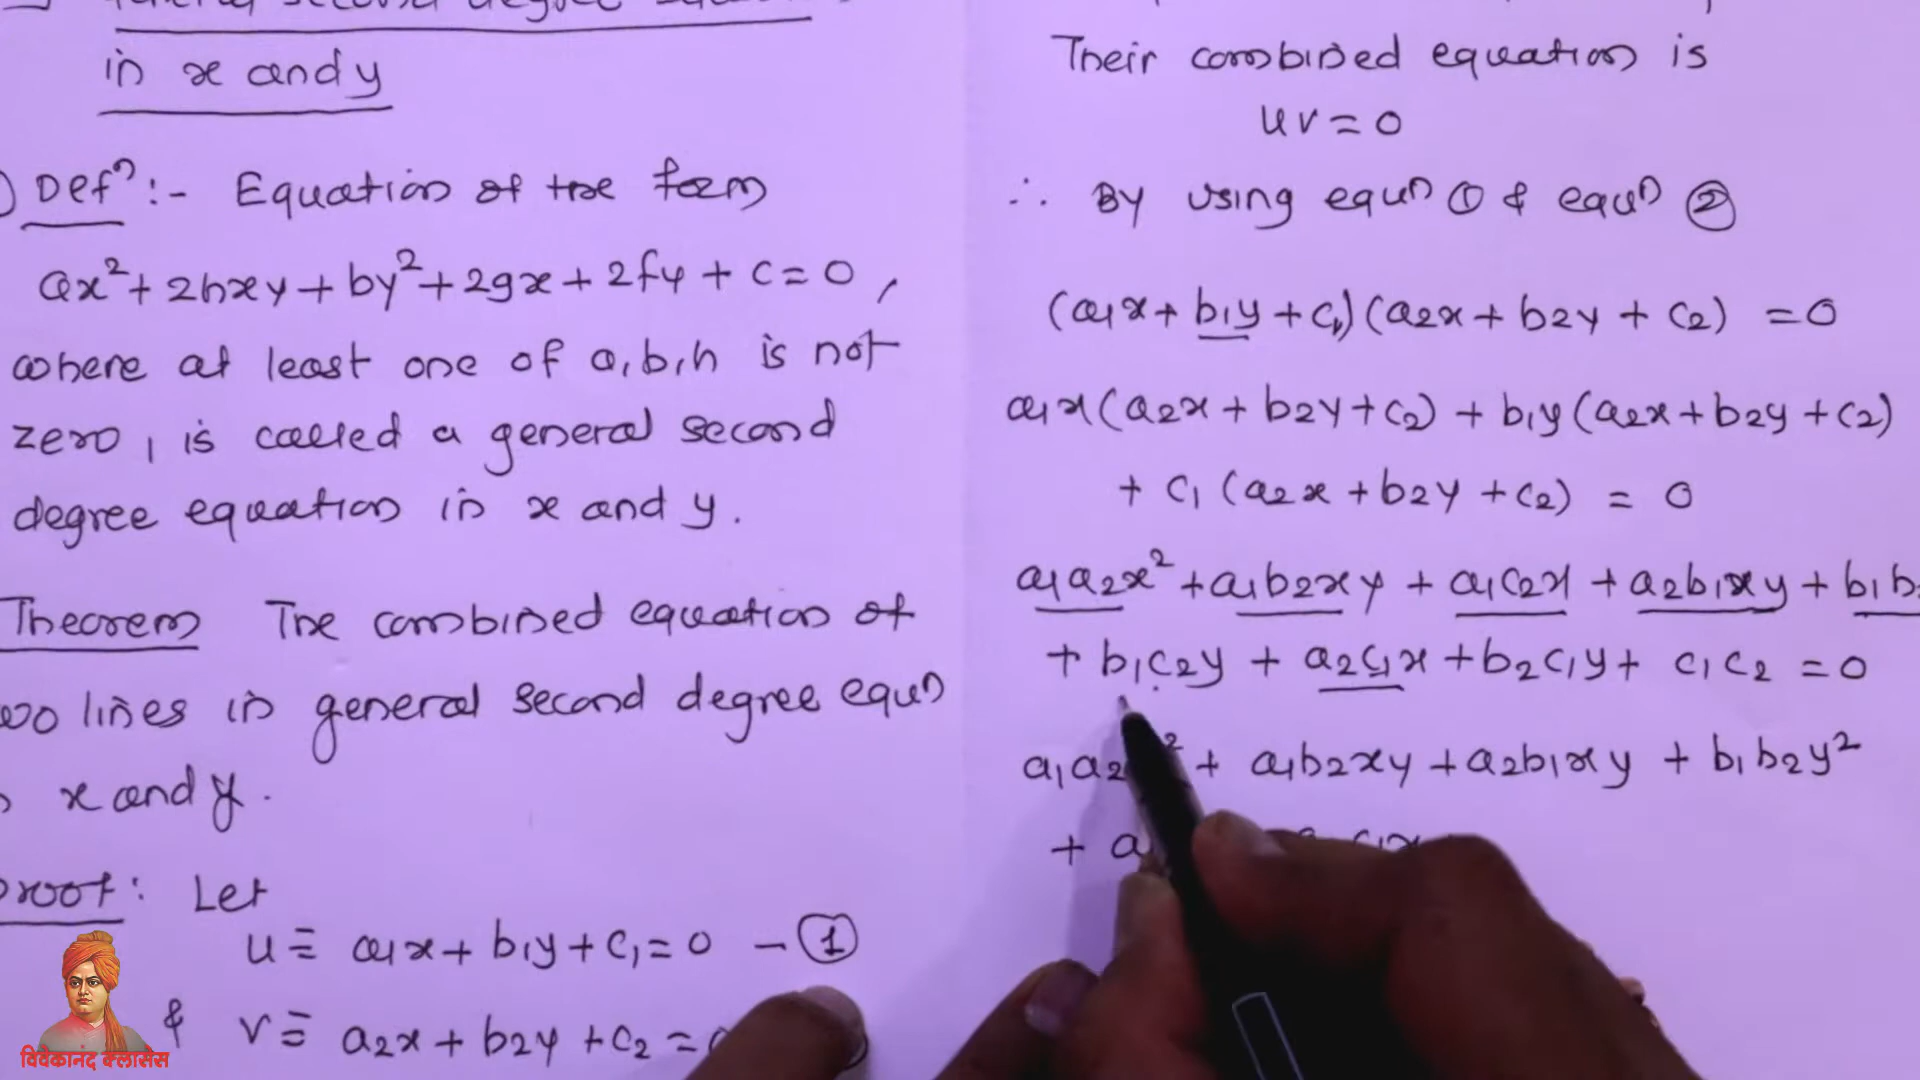 in x and y
Defⁿ :- Equation of the form
ax² + 2hxy + by² + 2gx + 2fy + c = 0 ,
where at least one of a, b, h is not
zero, is called a general second
degree equation in x and y.
Theorem The combined equation of
lines in general second degree equⁿ
x and y.
Let
u ≡ a₁x + b₁y + c₁ = 0 — ①
& v ≡ a₂x + b₂y + c₂ =
विवेकानंद क्लासेस
Their combined equation is
uv = 0
∴ By using equⁿ ① & equⁿ ②
(a₁x + b₁y + c₁)(a₂x + b₂y + c₂) = 0
a₁x(a₂x + b₂y + c₂) + b₁y(a₂x + b₂y + c₂)
+ c₁(a₂x + b₂y + c₂) = 0
a₁a₂x² + a₁b₂xy + a₁c₂x + a₂b₁xy + b₁b₂
+ b₁c₂y + a₂c₁x + b₂c₁y + c₁c₂ = 0
a₁a₂ ² + a₁b₂xy + a₂b₁xy + b₁b₂y²
+ a c₁x